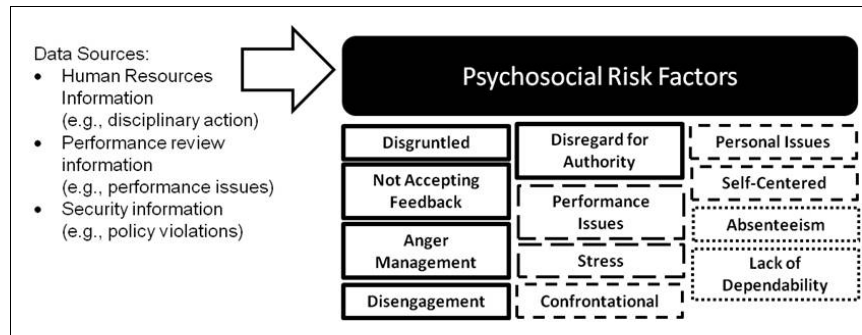 Data Sources:
• Human Resources
Information
(e.g., disciplinary action)
• Performance review
information
(e.g., performance issues)
• Security information
(e.g., policy violations)
Psychosocial Risk Factors
Disgruntled
Not Accepting
Feedback
Anger
Management
Disengagement
Disregard for
Authority
Performance
Issues
Stress
Confrontational
Personal Issues
Self-Centered
Absenteeism
Lack of
Dependability